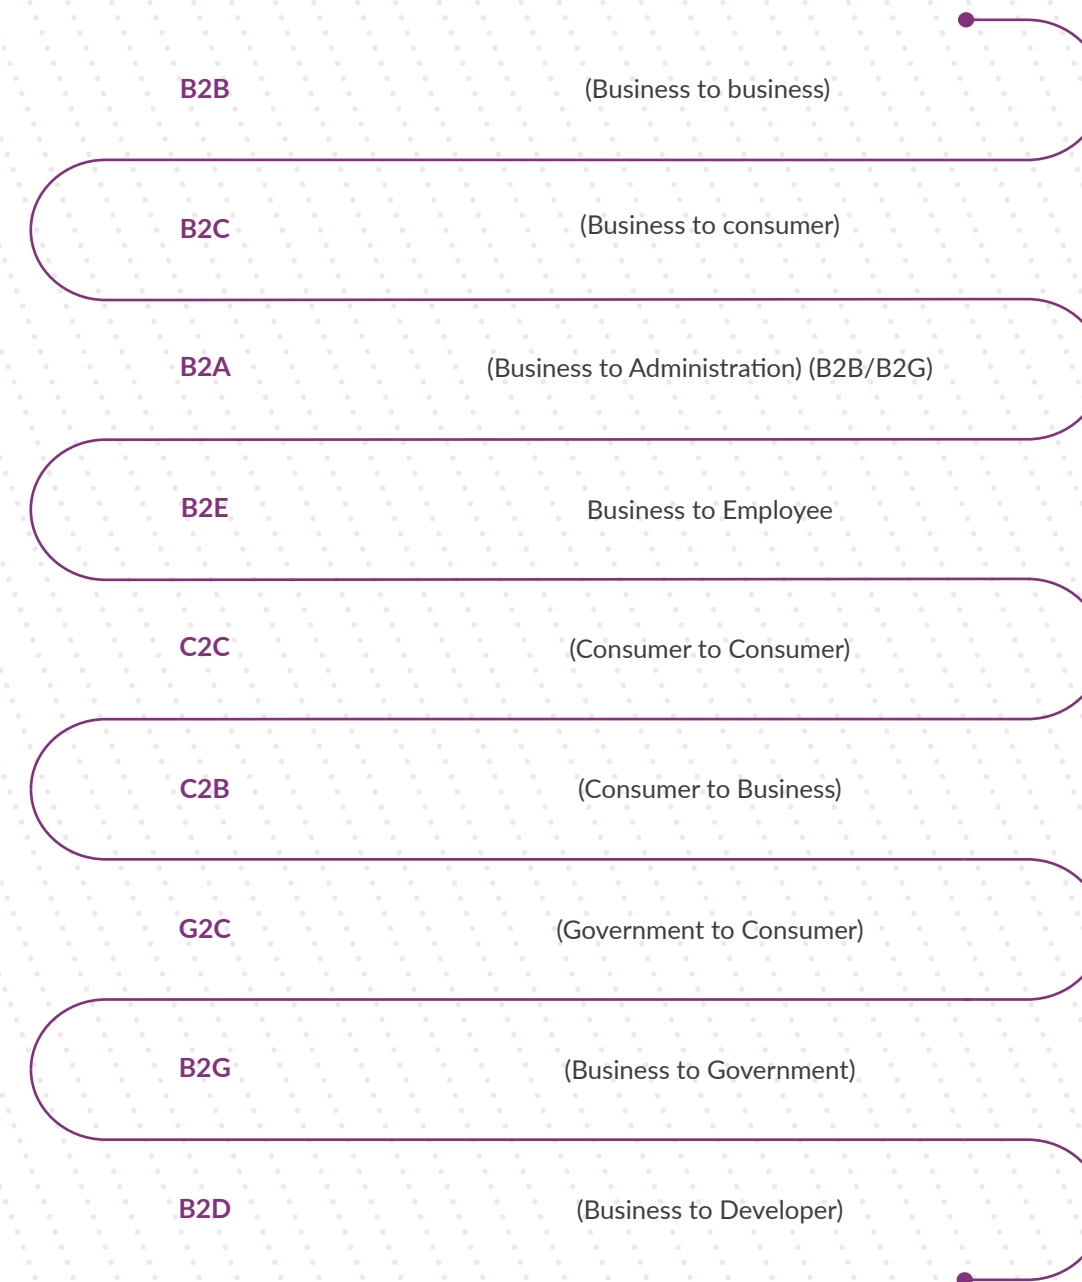 B2B (Business to business)
B2C (Business to consumer)
B2A (Business to Administration) (B2B/B2G)
B2E Business to Employee
C2C (Consumer to Consumer)
C2B (Consumer to Business)
G2C (Government to Consumer)
B2G (Business to Government)
B2D (Business to Developer)